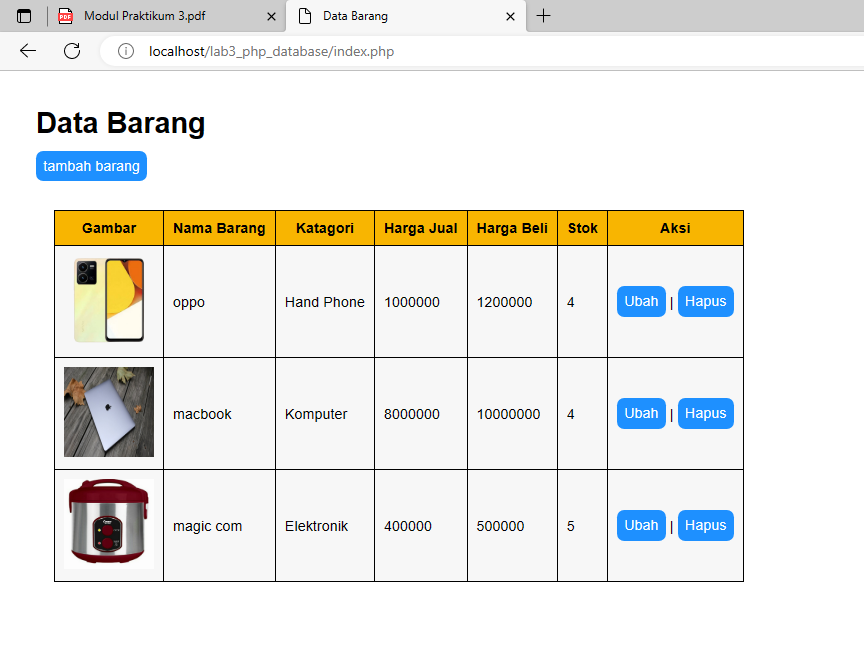 Modul Praktikum 3.pdf
Data Barang
localhost/lab3_php_database/index.php
Data Barang
tambah barang
Gambar Nama Barang Katagori Harga Jual Harga Beli Stok Aksi
oppo Hand Phone 1000000 1200000 4 Ubah | Hapus
macbook Komputer 8000000 10000000 4 Ubah | Hapus
magic com Elektronik 400000 500000 5 Ubah | Hapus